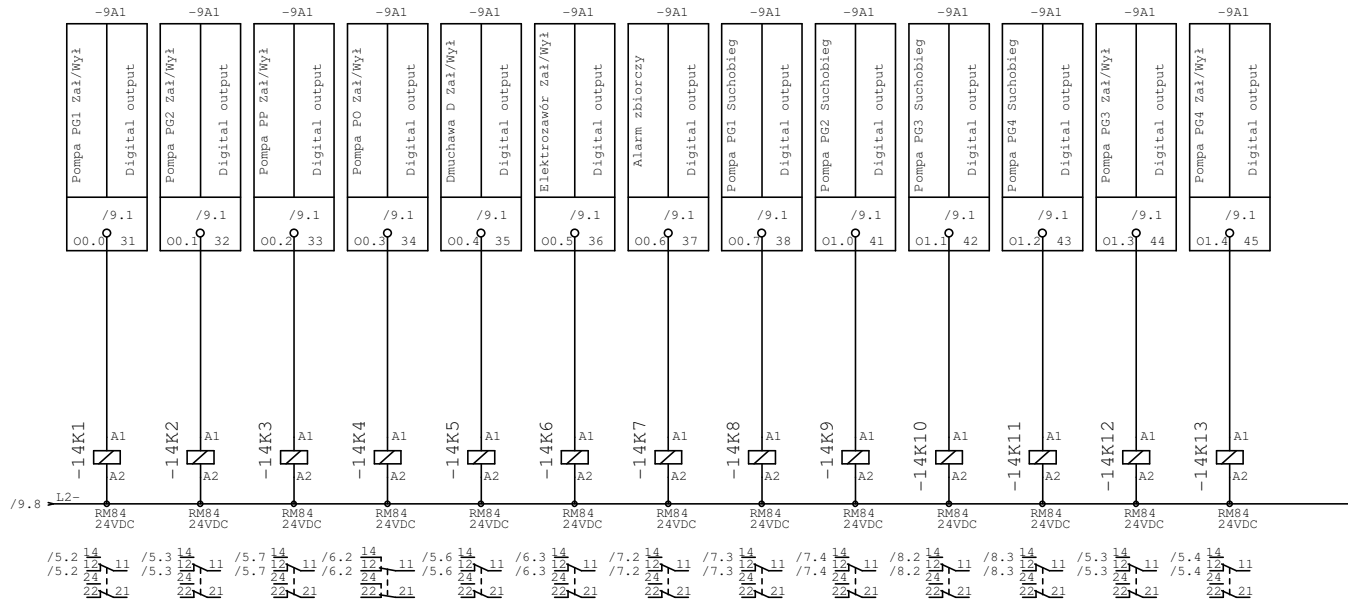 -9A1 -9A1 -9A1 -9A1 -9A1 -9A1 -9A1 -9A1 -9A1 -9A1 -9A1 -9A1 -9A1
Pompa PG1 Zał/Wył
Digital output
Pompa PG2 Zał/Wył
Digital output
Pompa PP Zał/Wył
Digital output
Pompa PO Zał/Wył
Digital output
Dmuchawa D Zał/Wył
Digital output
Elektrozawór Zał/Wył
Digital output
Alarm zbiorczy
Digital output
Pompa PG1 Suchobieg
Digital output
Pompa PG2 Suchobieg
Digital output
Pompa PG3 Suchobieg
Digital output
Pompa PG4 Suchobieg
Digital output
Pompa PG3 Zał/Wył
Digital output
Pompa PG4 Zał/Wył
Digital output
/9.1 /9.1 /9.1 /9.1 /9.1 /9.1 /9.1 /9.1 /9.1 /9.1 /9.1 /9.1 /9.1
O0.0 31 O0.1 32 O0.2 33 O0.3 34 O0.4 35 O0.5 36 O0.6 37 O0.7 38 O1.0 41 O1.1 42 O1.2 43 O1.3 44 O1.4 45
-14K1 -14K2 -14K3 -14K4 -14K5 -14K6 -14K7 -14K8 -14K9 -14K10 -14K11 -14K12 -14K13
A1 A1 A1 A1 A1 A1 A1 A1 A1 A1 A1 A1 A1
A2 A2 A2 A2 A2 A2 A2 A2 A2 A2 A2 A2 A2
/9.8 L2-
RM84 RM84 RM84 RM84 RM84 RM84 RM84 RM84 RM84 RM84 RM84 RM84 RM84
24VDC 24VDC 24VDC 24VDC 24VDC 24VDC 24VDC 24VDC 24VDC 24VDC 24VDC 24VDC 24VDC
/5.2 14 /5.3 14 /5.7 14 /6.2 14 /5.6 14 /6.3 14 /7.2 14 /7.3 14 /7.4 14 /8.2 14 /8.3 14 /5.3 14 /5.4 14
/5.2 12 11 /5.3 12 11 /5.7 12 11 /6.2 12 11 /5.6 12 11 /6.3 12 11 /7.2 12 11 /7.3 12 11 /7.4 12 11 /8.2 12 11 /8.3 12 11 /5.3 12 11 /5.4 12 11
24 24 24 24 24 24 24 24 24 24 24 24 24
22 21 22 21 22 21 22 21 22 21 22 21 22 21 22 21 22 21 22 21 22 21 22 21 22 21